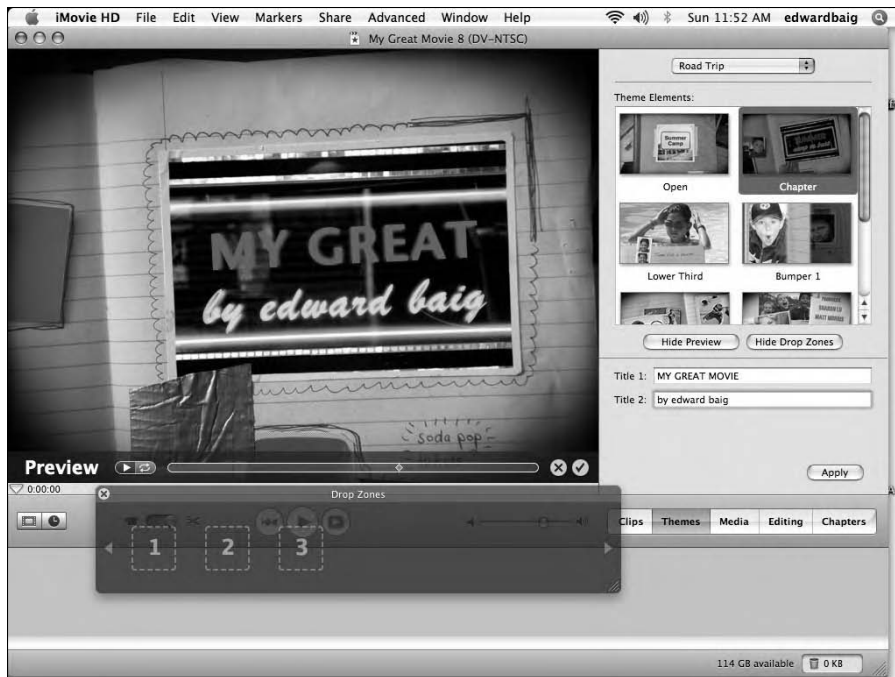 iMovie HD File Edit View Markers Share Advanced Window Help Sun 11:52 AM edwardbaig
My Great Movie 8 (DV-NTSC)
Road Trip
Theme Elements:
Summer Camp
Open
Chapter
Lower Third
Bumper 1
Hide Preview
Hide Drop Zones
Title 1: MY GREAT MOVIE
Title 2: by edward baig
Apply
MY GREAT
by edward baig
soda pop
Preview
0:00:00
Drop Zones
1 2 3
Clips Themes Media Editing Chapters
114 GB available 0 KB